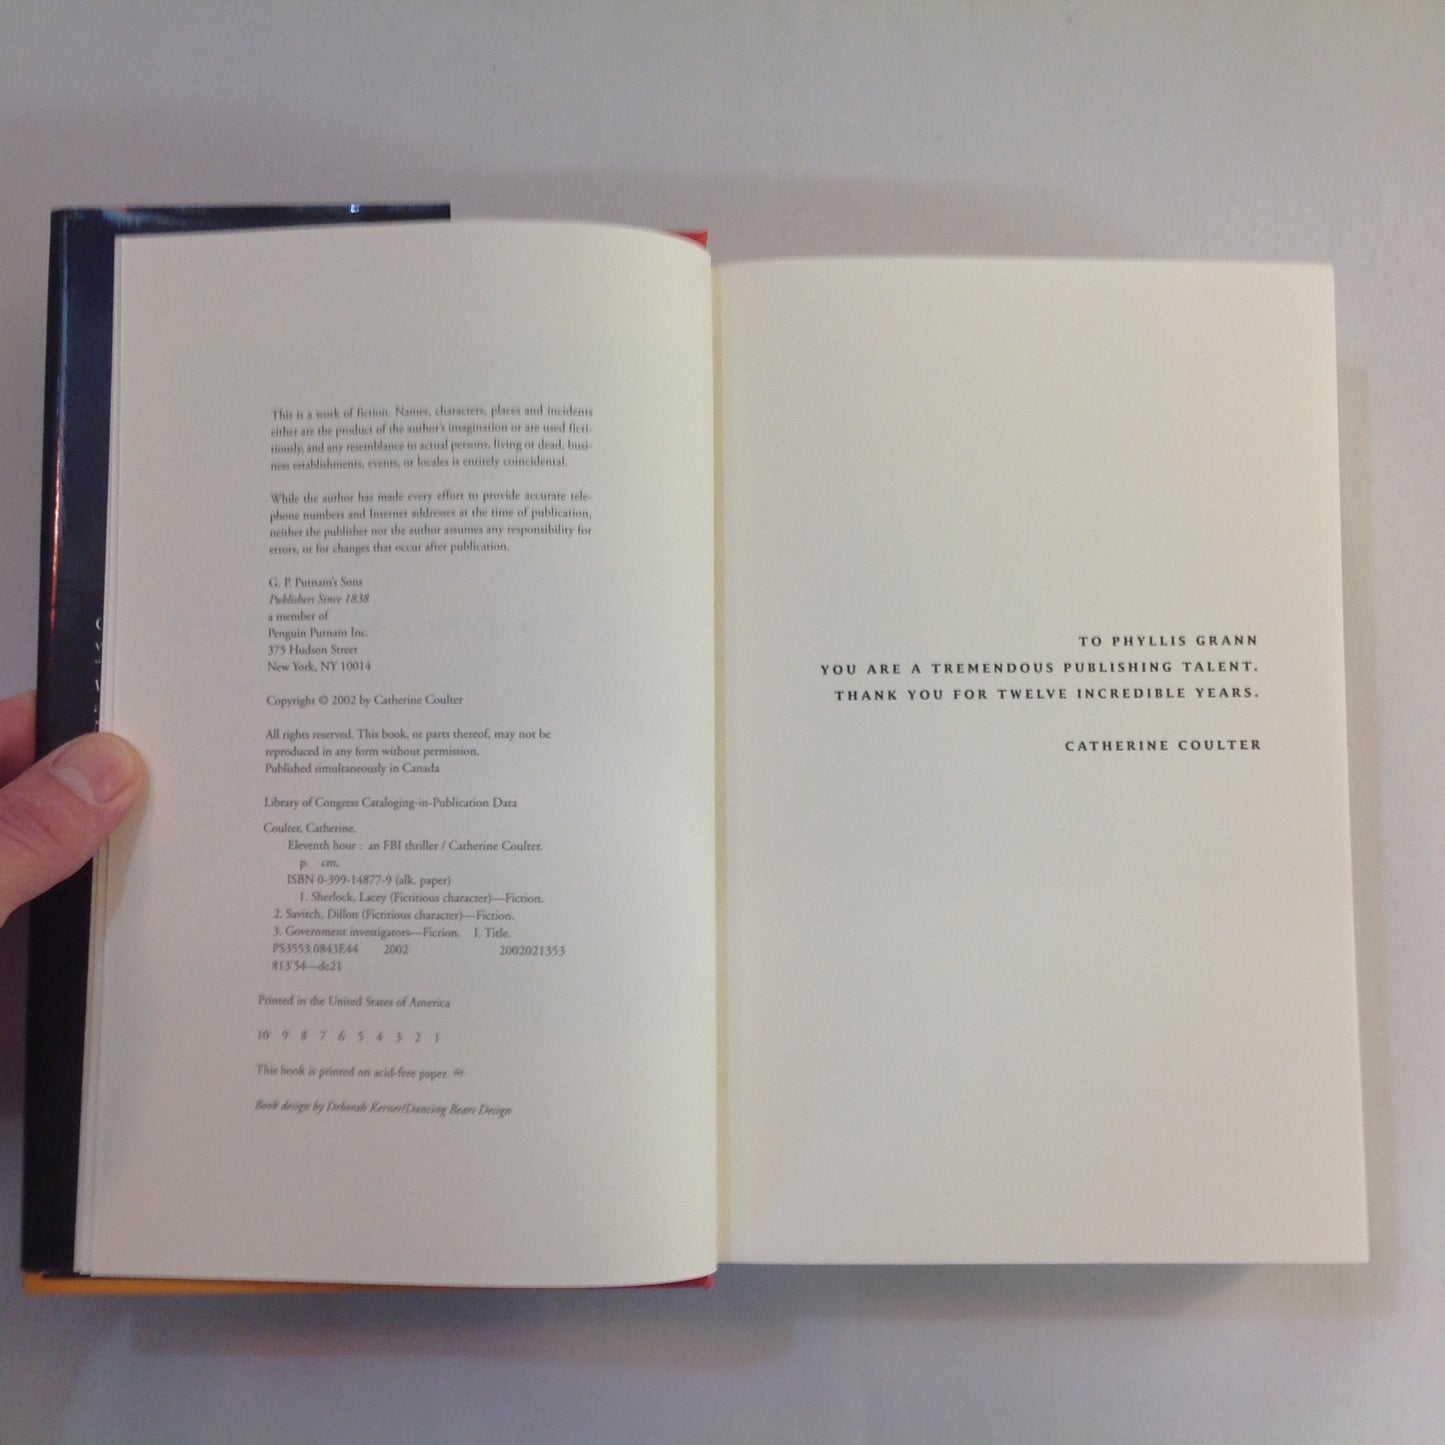 This is a work of fiction. Names, characters, places and incidents
either are the product of the author's imagination or are used ficti-
tiously, and any resemblance to actual persons, living or dead, busi-
ness establishments, events, or locales is entirely coincidental.
While the author has made every effort to provide accurate tele-
phone numbers and Internet addresses at the time of publication,
neither the publisher nor the author assumes any responsibility for
errors, or for changes that occur after publication.
G. P. Putnam's Sons
Publishers Since 1838
a member of
Penguin Putnam Inc.
375 Hudson Street
New York, NY 10014
Copyright © 2002 by Catherine Coulter
All rights reserved. This book, or parts thereof, may not be
reproduced in any form without permission.
Published simultaneously in Canada
Library of Congress Cataloging-in-Publication Data
Coulter, Catherine.
Eleventh hour : an FBI thriller / Catherine Coulter.
p. cm.
ISBN 0-399-14877-9 (alk. paper)
1. Sherlock, Lacey (Fictitious character)—Fiction.
2. Savitch, Dillon (Fictitious character)—Fiction.
3. Government investigators—Fiction. I. Title.
PS3553.O843E44 2002 2002021353
813'54—dc21
Printed in the United States of America
10 9 8 7 6 5 4 3 2 1
This book is printed on acid-free paper. ♾
Book design by Deborah Kerner/Dancing Bears Design
TO PHYLLIS GRANN
YOU ARE A TREMENDOUS PUBLISHING TALENT.
THANK YOU FOR TWELVE INCREDIBLE YEARS.
CATHERINE COULTER